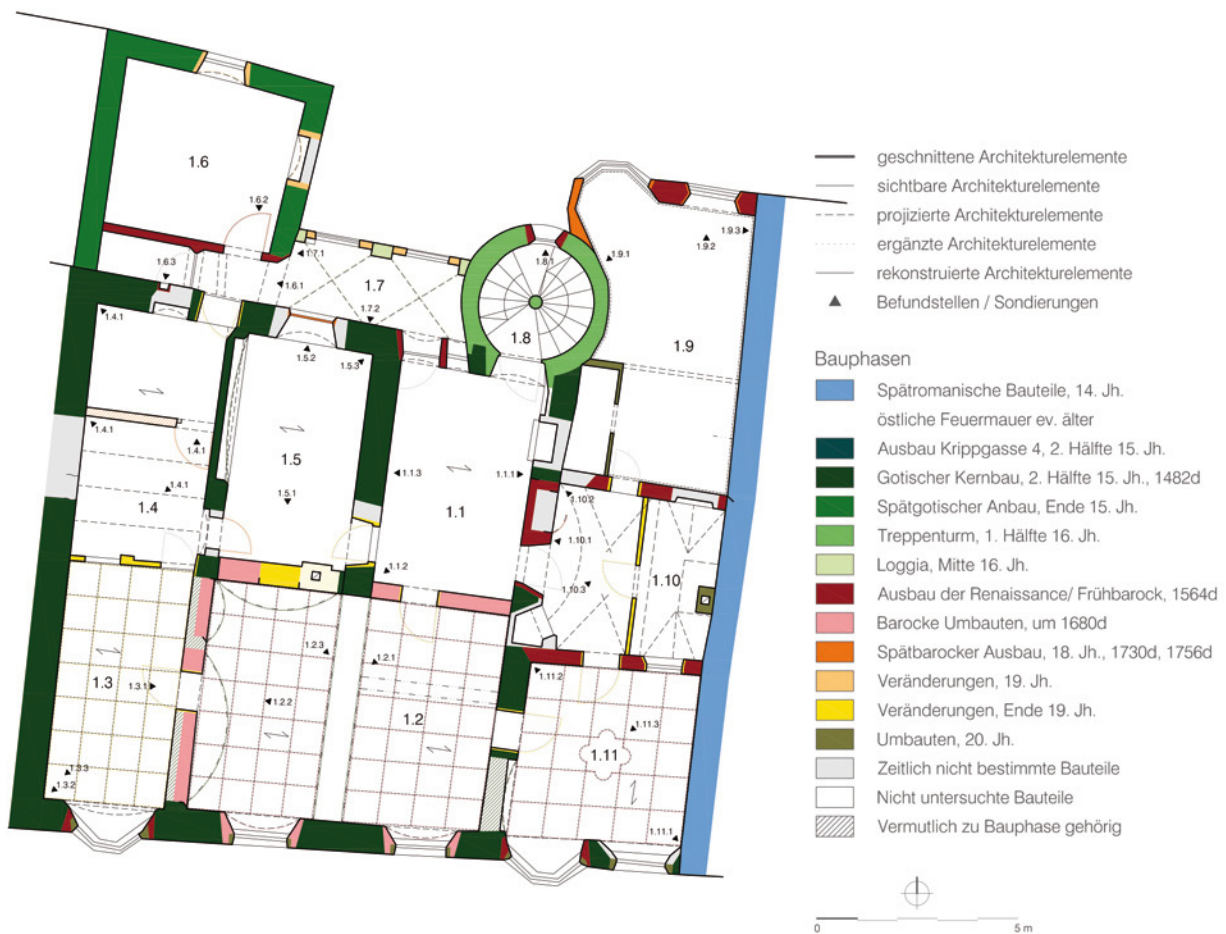 1.6
1.6.2
1.6.3
1.7.1
1.6.1
1.7
1.7.2
1.8.1
1.8
1.9.1
1.9.2
1.9.3
1.9
1.4.1
1.5.2
1.5.3
1.4.1
1.4.1
1.4.1
1.4
1.5
1.5.1
1.1.3
1.1.1
1.1
1.1.2
1.10.2
1.10.1
1.10.3
1.10
1.3
1.3.1
1.3.3
1.3.2
1.2.3
1.2.1
1.2.2
1.2
1.11.2
1.11.3
1.11
1.11.1
geschnittene Architekturelemente
sichtbare Architekturelemente
projizierte Architekturelemente
ergänzte Architekturelemente
rekonstruierte Architekturelemente
Befundstellen / Sondierungen
Bauphasen
Spätromanische Bauteile, 14. Jh.
östliche Feuermauer ev. älter
Ausbau Krippgasse 4, 2. Hälfte 15. Jh.
Gotischer Kernbau, 2. Hälfte 15. Jh., 1482d
Spätgotischer Anbau, Ende 15. Jh.
Treppenturm, 1. Hälfte 16. Jh.
Loggia, Mitte 16. Jh.
Ausbau der Renaissance/ Frühbarock, 1564d
Barocke Umbauten, um 1680d
Spätbarocker Ausbau, 18. Jh., 1730d, 1756d
Veränderungen, 19. Jh.
Veränderungen, Ende 19. Jh.
Umbauten, 20. Jh.
Zeitlich nicht bestimmte Bauteile
Nicht untersuchte Bauteile
Vermutlich zu Bauphase gehörig
0 5 m